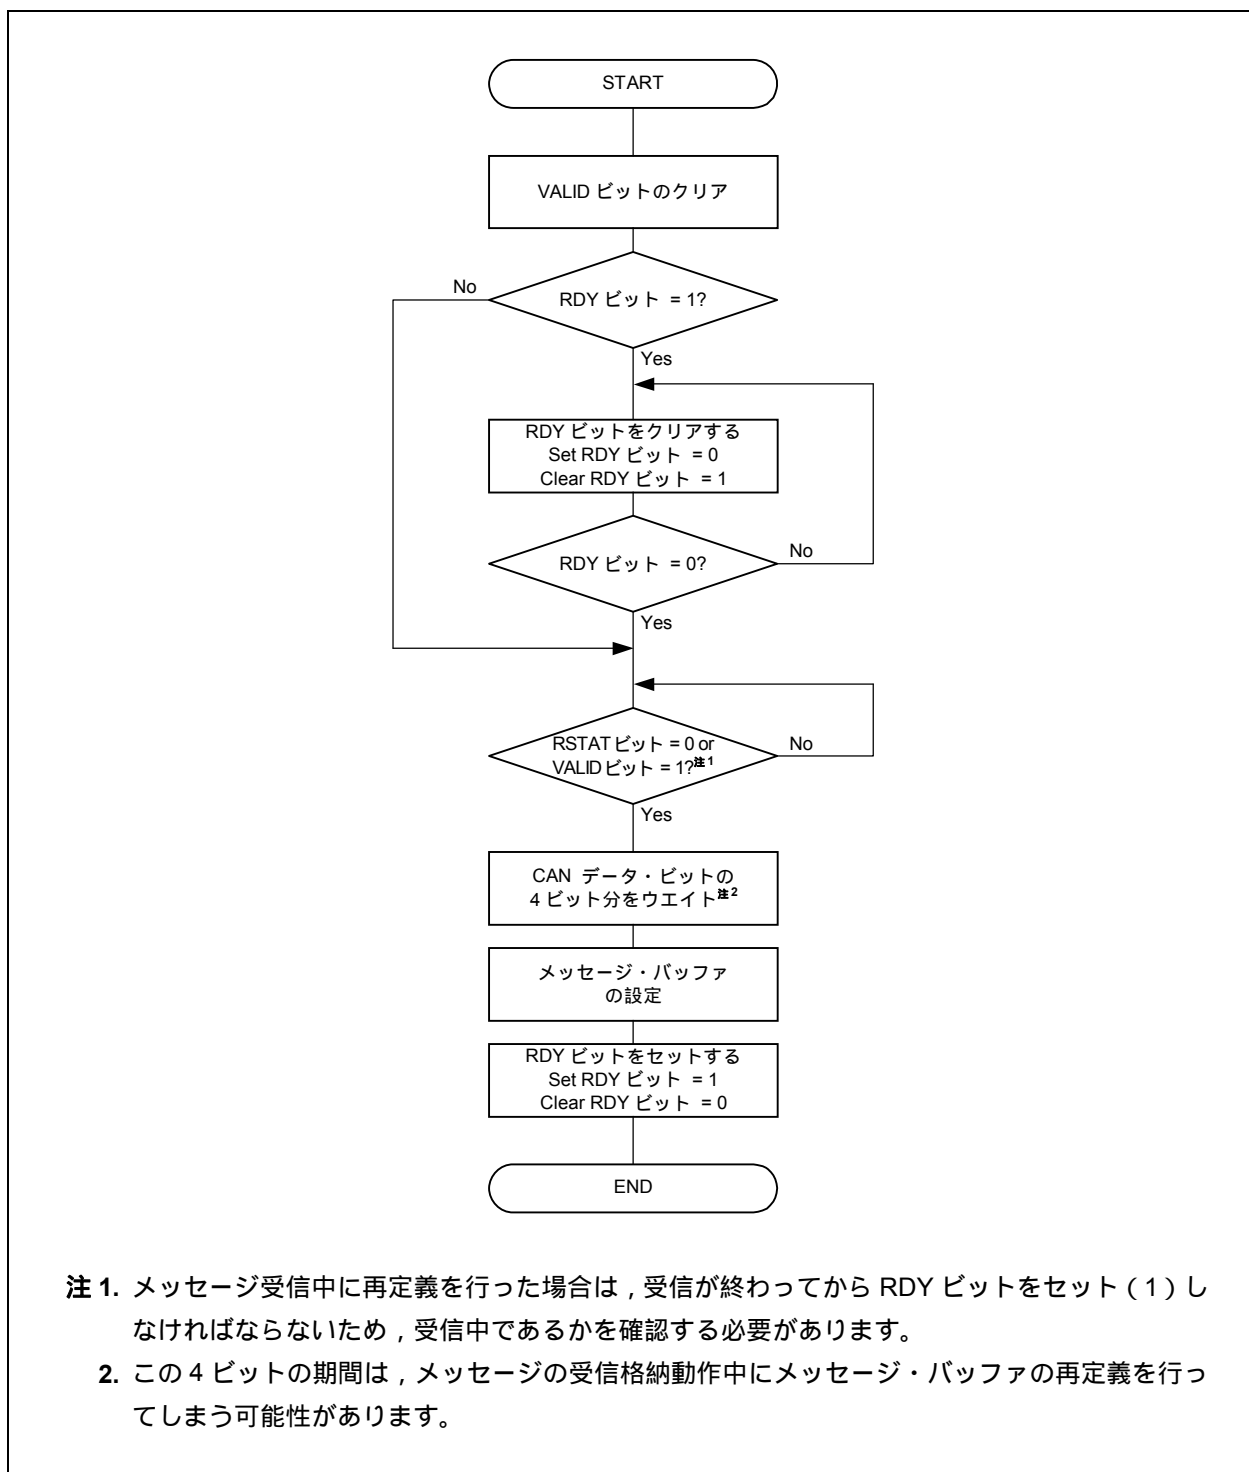 START
VALID ビットのクリア
No
RDY ビット = 1?
Yes
RDY ビットをクリアする
Set RDY ビット = 0
Clear RDY ビット = 1
RDY ビット = 0?
No
Yes
RSTATビット = 0 or
VALIDビット = 1?注1
No
Yes
CAN データ・ビットの
4 ビット分をウエイト注2
メッセージ・バッファ
の設定
RDY ビットをセットする
Set RDY ビット = 1
Clear RDY ビット = 0
END
注 1. メッセージ受信中に再定義を行った場合は，受信が終わってから RDY ビットをセット（1）し
なければならないため，受信中であるかを確認する必要があります。
2. この 4 ビットの期間は，メッセージの受信格納動作中にメッセージ・バッファの再定義を行っ
てしまう可能性があります。